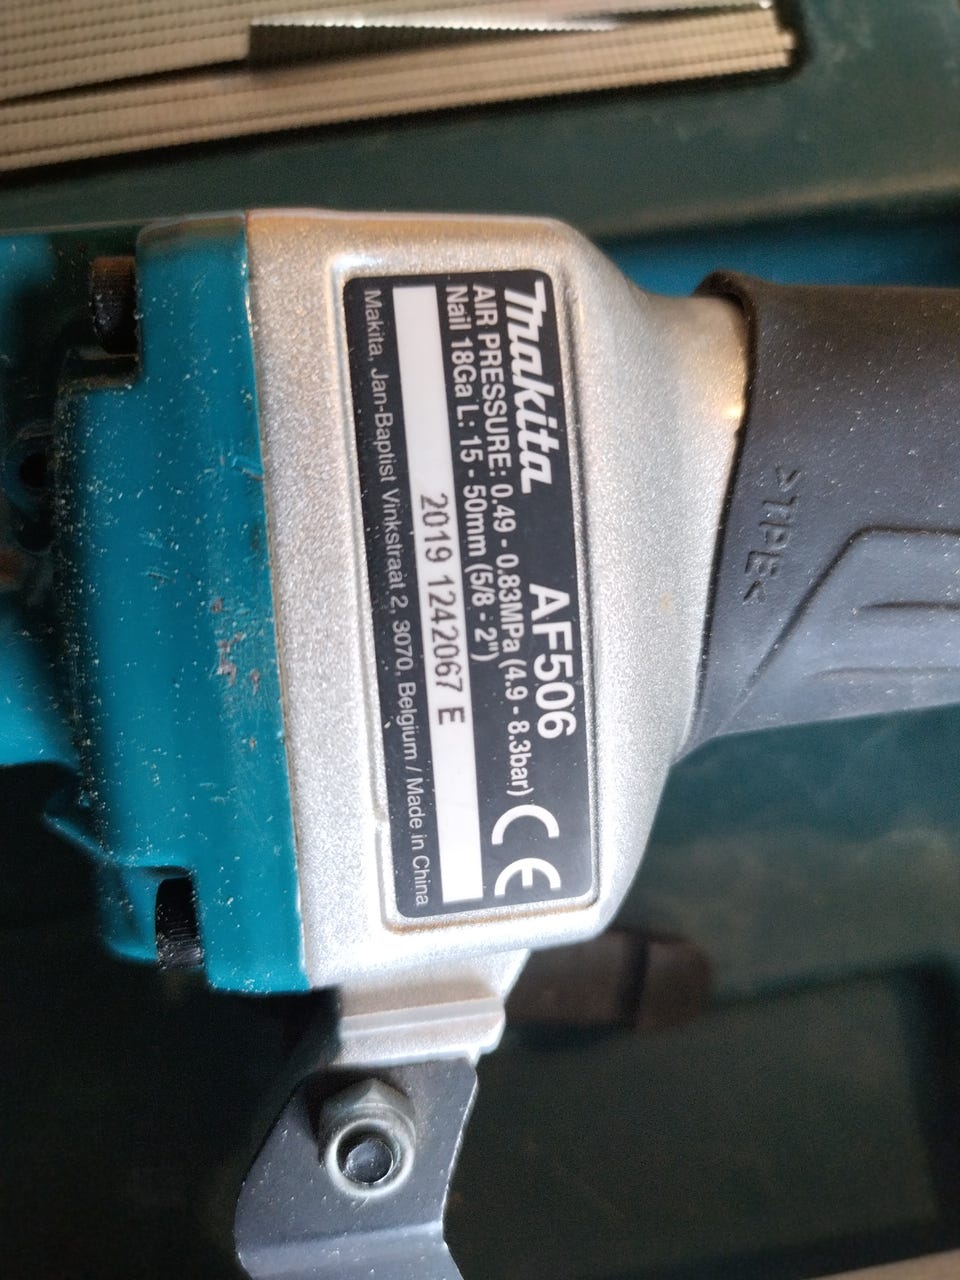 Makita AF506
AIR PRESSURE: 0.49 - 0.83MPa (4.9 - 8.3bar)
Nail 18Ga L: 15 - 50mm (5/8 - 2")
CE
2019 1242067 E
Makita, Jan-Baptist Vinkstraat 2, 3070, Belgium / Made in China
>TPE<